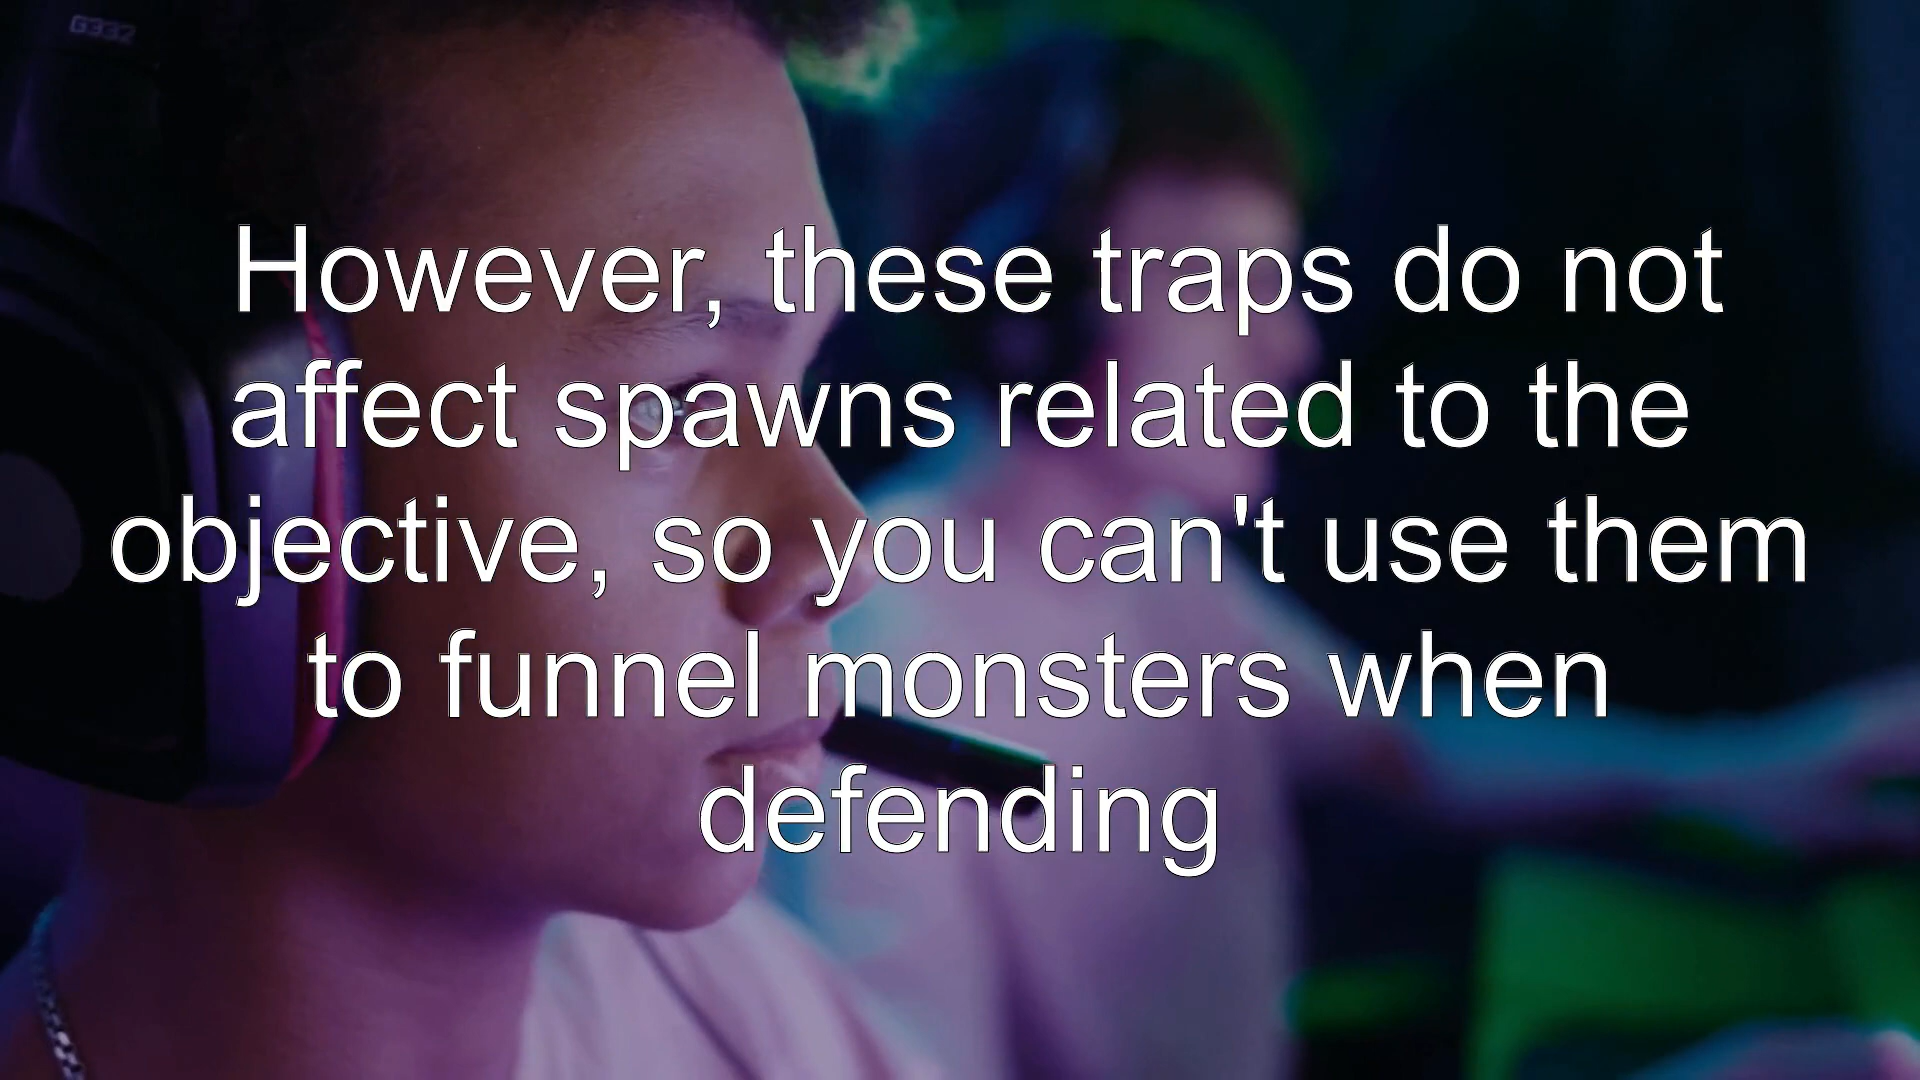 G332
However, these traps do not
affect spawns related to the
objective, so you can't use them
to funnel monsters when
defending